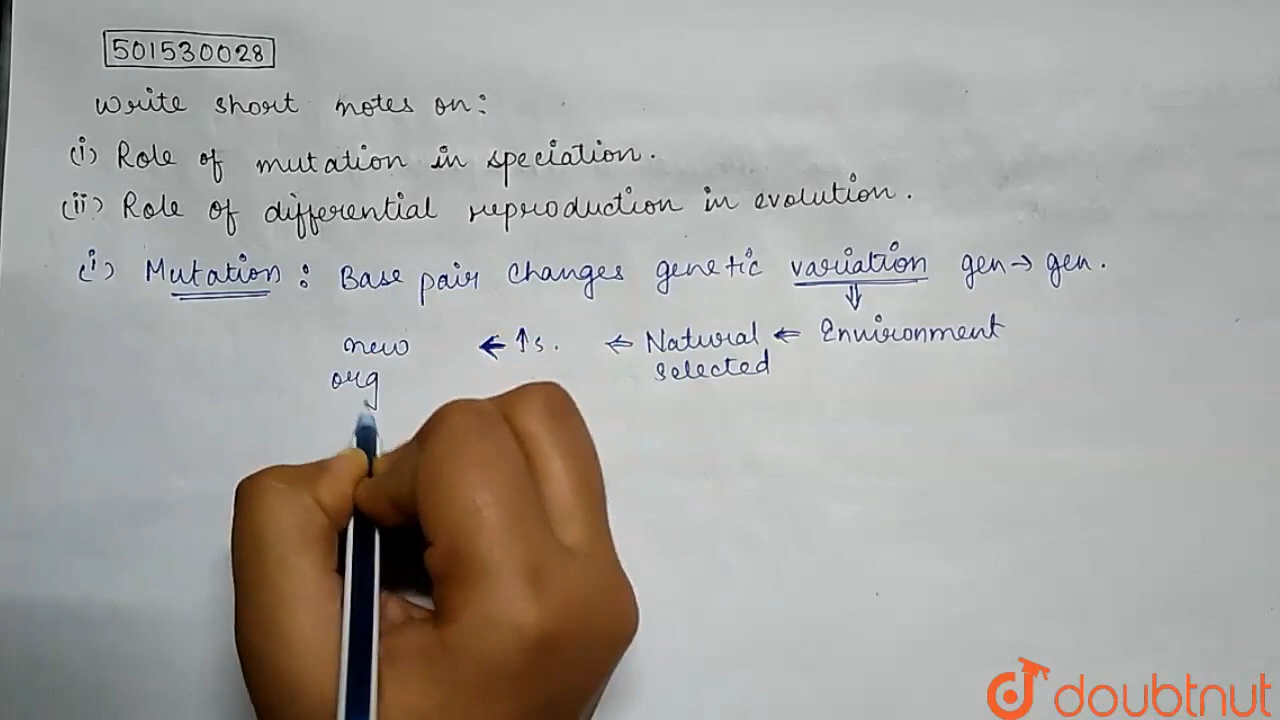 501530028
Write short notes on:
(i) Role of mutation in speciation.
(ii) Role of differential reproduction in evolution.
(i) Mutation: Base pair changes genetic variation gen→ gen.
⇓
new ← ↑s. ⇐ Natural ⇐ Environment
org selected
doubtnut